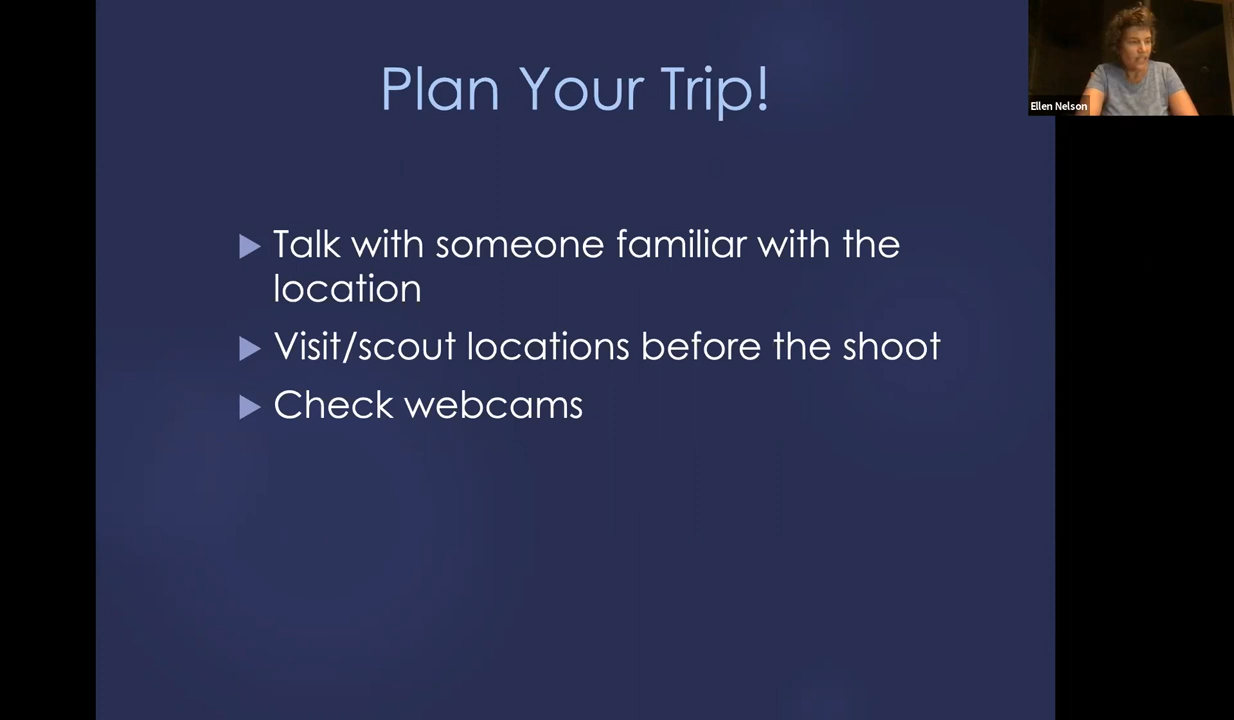 Plan Your Trip!
Talk with someone familiar with the
location
Visit/scout locations before the shoot
Check webcams
Ellen Nelson